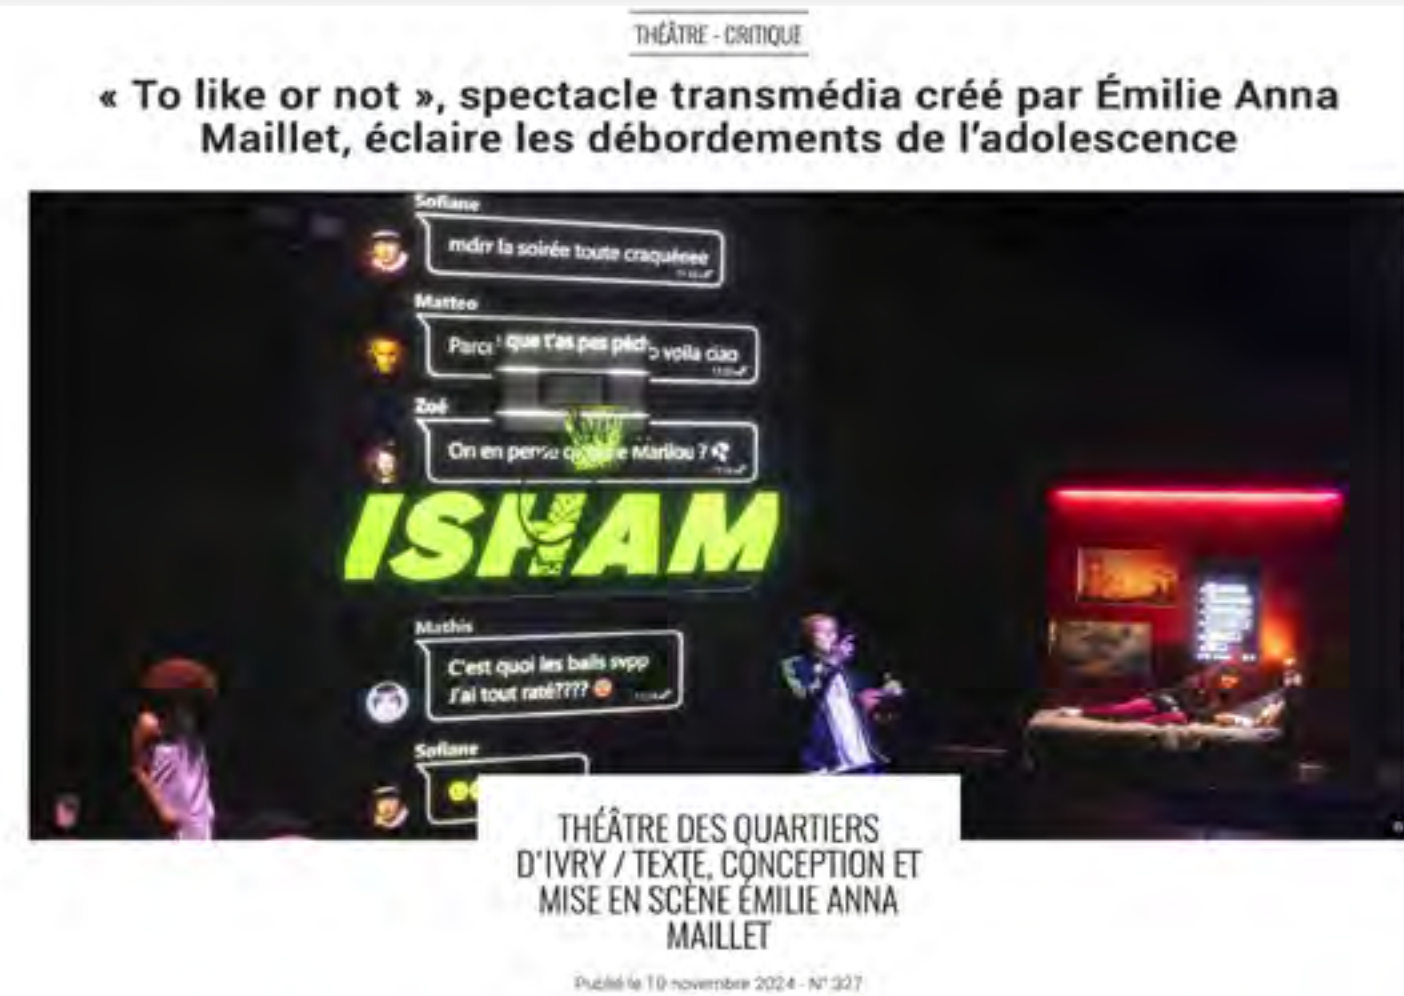 THÉÂTRE - CRITIQUE
« To like or not », spectacle transmédia créé par Émilie Anna
Maillet, éclaire les débordements de l'adolescence
Sofiane
mdrr la soirée toute craquéeee
Matteo
que t'as pas
voila ciao
Zoé
On en pense
Marilou ?
ISHAM
Mathis
C'est quoi les bails svpp
J'ai tout raté????
Sofiane
THÉÂTRE DES QUARTIERS
D'IVRY / TEXTE, CONCEPTION ET
MISE EN SCÈNE ÉMILIE ANNA
MAILLET
Publié le 19 novembre 2024 - N° 327